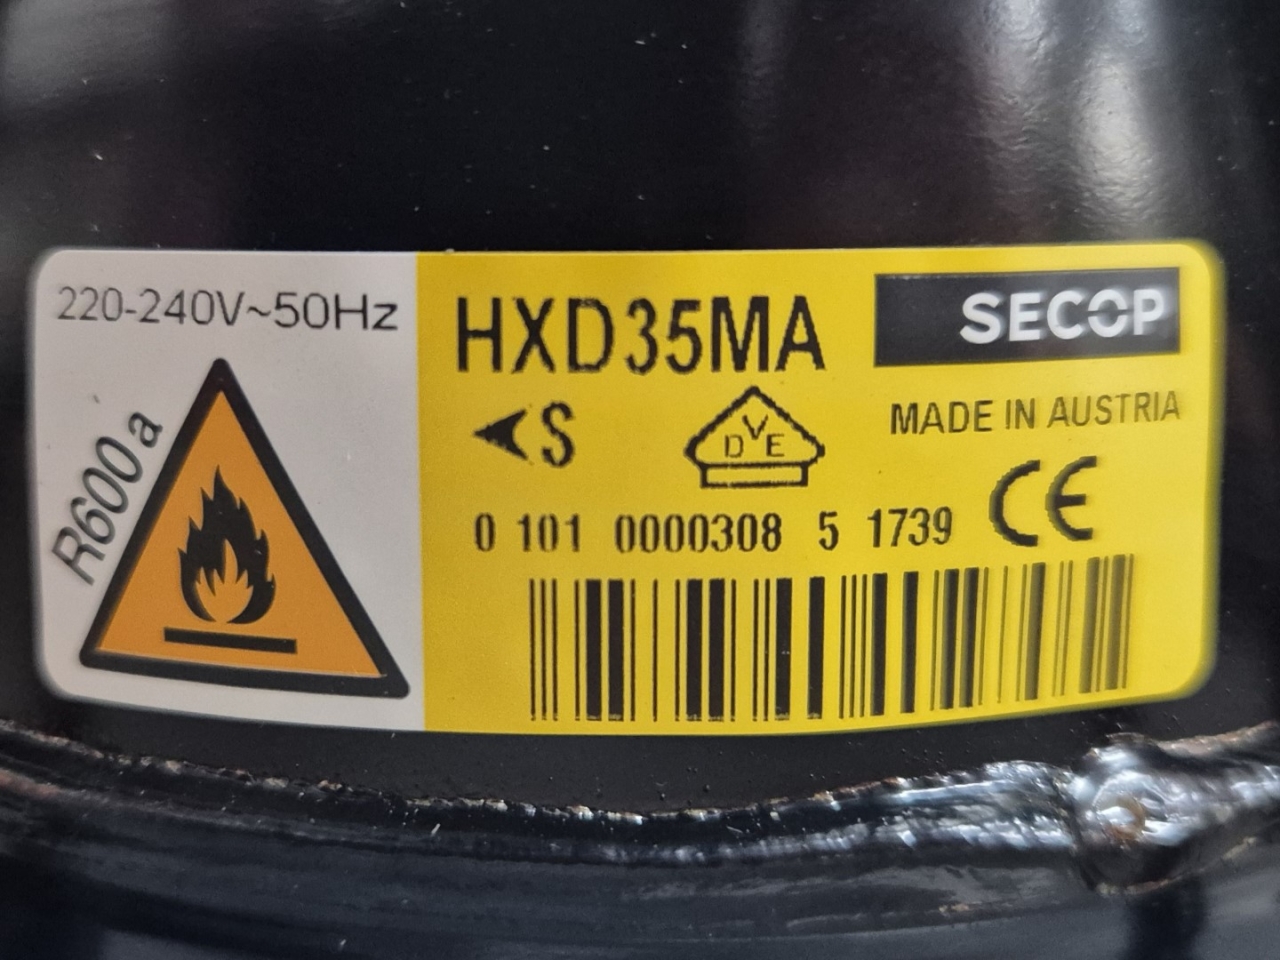 220-240V~50Hz
R600a
HXD35MA
SECOP
S
DVE
MADE IN AUSTRIA
0 101 0000308 5 1739 CE